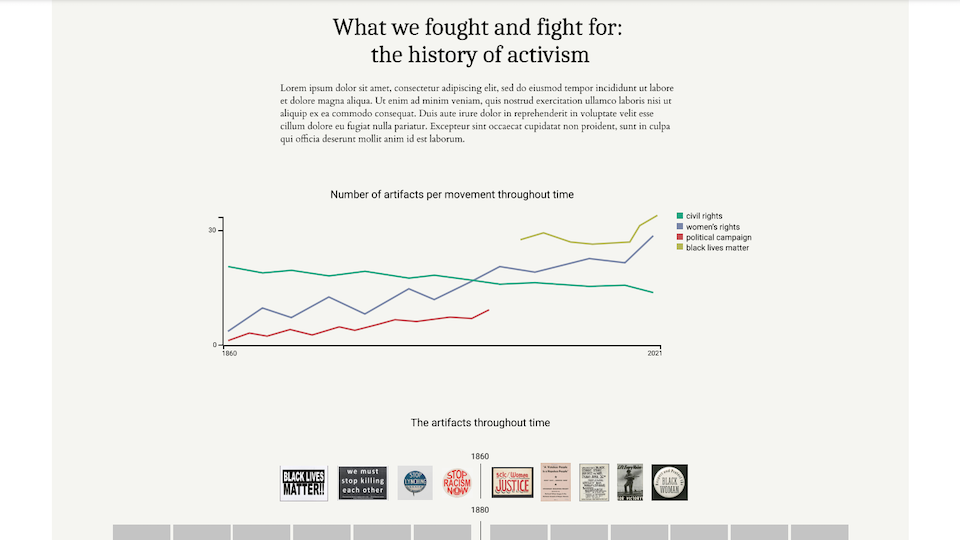 What we fought and fight for:
the history of activism
Lorem ipsum dolor sit amet, consectetur adipiscing elit, sed do eiusmod tempor incididunt ut labore
et dolore magna aliqua. Ut enim ad minim veniam, quis nostrud exercitation ullamco laboris nisi ut
aliquip ex ea commodo consequat. Duis aute irure dolor in reprehenderit in voluptate velit esse
cillum dolore eu fugiat nulla pariatur. Excepteur sint occaecat cupidatat non proident, sunt in culpa
qui officia deserunt mollit anim id est laborum.
Number of artifacts per movement throughout time
30
0
1860
2021
civil rights
women's rights
political campaign
black lives matter
The artifacts throughout time
1860
BLACK LIVES
MATTER!!
we must
stop killing
each other
STOP
LYNCHING
STOP
RACISM
NOW
sclc/Women
JUSTICE
BLACK
WOMAN
1880